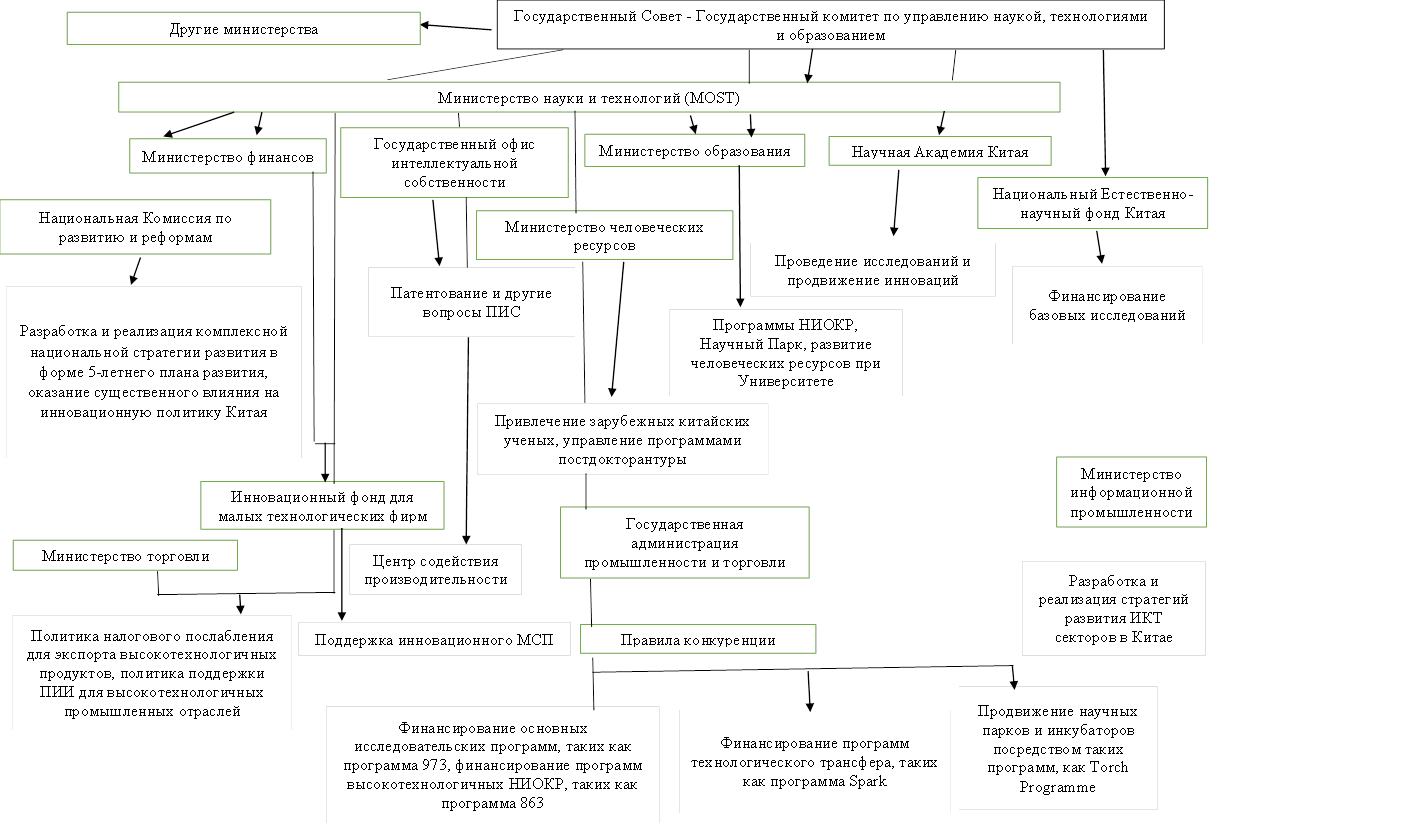 Государственный Совет - Государственный комитет по управлению наукой, технологиями
и образованием
Другие министерства
Министерство науки и технологий (MOST)
Министерство финансов
Государственный офис
интеллектуальной
собственности
Министерство образования
Научная Академия Китая
Национальный Естественно-
научный фонд Китая
Национальная Комиссия по
развитию и реформам
Министерство человеческих
ресурсов
Проведение исследований и
продвижение инноваций
Патентование и другие
вопросы ПИС
Финансирование
базовых исследований
Разработка и реализация комплексной
национальной стратегии развития в
форме 5-летнего плана развития,
оказание существенного влияния на
инновационную политику Китая
Программы НИОКР,
Научный Парк, развитие
человеческих ресурсов при
Университете
Привлечение зарубежных китайских
ученых, управление программами
постдокторантуры
Министерство
информационной
промышленности
Инновационный фонд для
малых технологических фирм
Государственная
администрация
промышленности и торговли
Министерство торговли
Центр содействия
производительности
Разработка и
реализация стратегий
развития ИКТ
секторов в Китае
Политика налогового послабления
для экспорта высокотехнологичных
продуктов, политика поддержки
ПИИ для высокотехнологичных
промышленных отраслей
Поддержка инновационного МСП
Правила конкуренции
Финансирование основных
исследовательских программ, таких как
программа 973, финансирование программ
высокотехнологичных НИОКР, таких как
программа 863
Финансирование программ
технологического трансфера, таких
как программа Spark
Продвижение научных
парков и инкубаторов
посредством таких
программ, как Torch
Programme